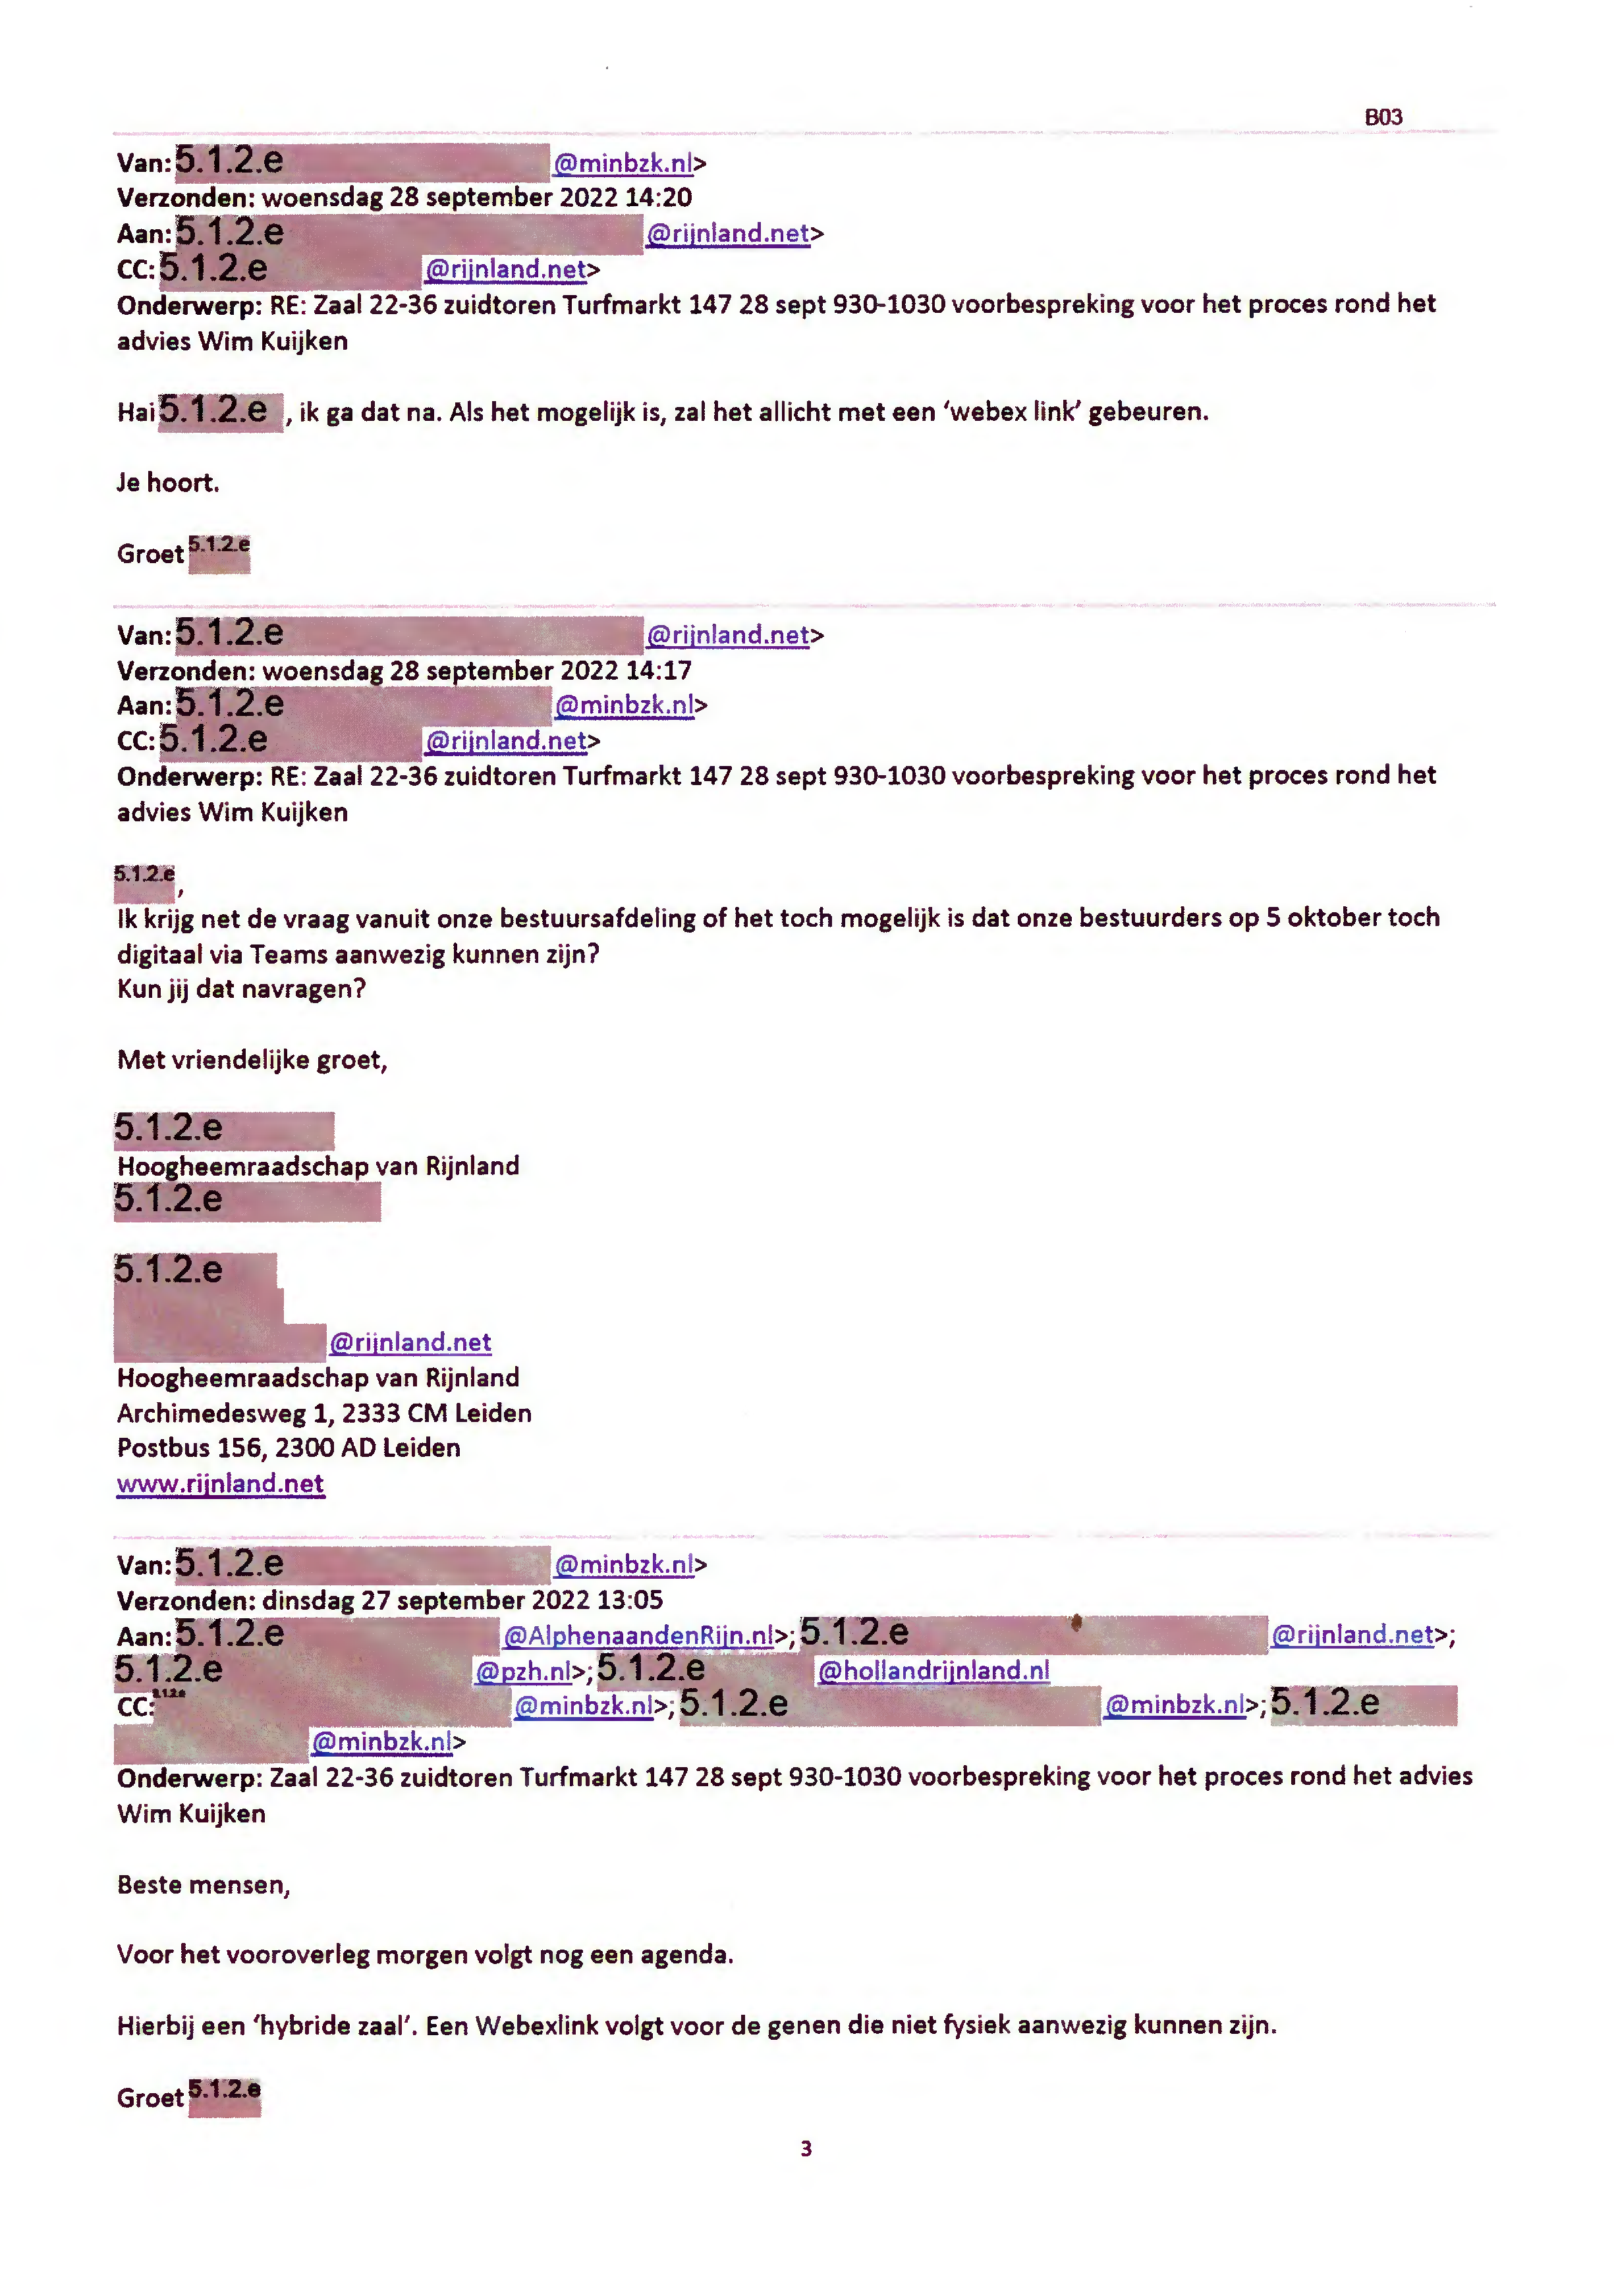 B03
Van: 5.1.2.e @minbzk.nl>
Verzonden: woensdag 28 september 2022 14:20
Aan: 5.1.2.e @rijnland.net>
CC: 5.1.2.e @rijnland.net>
Onderwerp: RE: Zaal 22-36 zuidtoren Turfmarkt 147 28 sept 930-1030 voorbespreking voor het proces rond het
advies Wim Kuijken
Hai 5.1.2.e , ik ga dat na. Als het mogelijk is, zal het allicht met een ‘webex link’ gebeuren.
Je hoort.
Groet 5.1.2.e
Van: 5.1.2.e @rijnland.net>
Verzonden: woensdag 28 september 2022 14:17
Aan: 5.1.2.e @minbzk.nl>
CC: 5.1.2.e @rijnland.net>
Onderwerp: RE: Zaal 22-36 zuidtoren Turfmarkt 147 28 sept 930-1030 voorbespreking voor het proces rond het
advies Wim Kuijken
5.1.2.e ,
Ik krijg net de vraag vanuit onze bestuursafdeling of het toch mogelijk is dat onze bestuurders op 5 oktober toch
digitaal via Teams aanwezig kunnen zijn?
Kun jij dat navragen?
Met vriendelijke groet,
5.1.2.e
Hoogheemraadschap van Rijnland
5.1.2.e
5.1.2.e
@rijnland.net
Hoogheemraadschap van Rijnland
Archimedesweg 1, 2333 CM Leiden
Postbus 156, 2300 AD Leiden
www.rijnland.net
Van: 5.1.2.e @minbzk.nl>
Verzonden: dinsdag 27 september 2022 13:05
Aan: 5.1.2.e @AlphenaandenRijn.nl>; 5.1.2.e @rijnland.net>;
5.1.2.e @pzh.nl>; 5.1.2.e @hollandrijnland.nl
CC: 5.1.2.e @minbzk.nl>; 5.1.2.e @minbzk.nl>; 5.1.2.e
@minbzk.nl>
Onderwerp: Zaal 22-36 zuidtoren Turfmarkt 147 28 sept 930-1030 voorbespreking voor het proces rond het advies
Wim Kuijken
Beste mensen,
Voor het vooroverleg morgen volgt nog een agenda.
Hierbij een ‘hybride zaal’. Een Webexlink volgt voor de genen die niet fysiek aanwezig kunnen zijn.
Groet 5.1.2.e
3